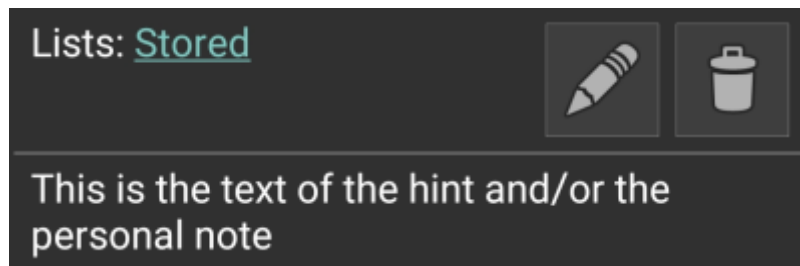 Lists: Stored
This is the text of the hint and/or the
personal note